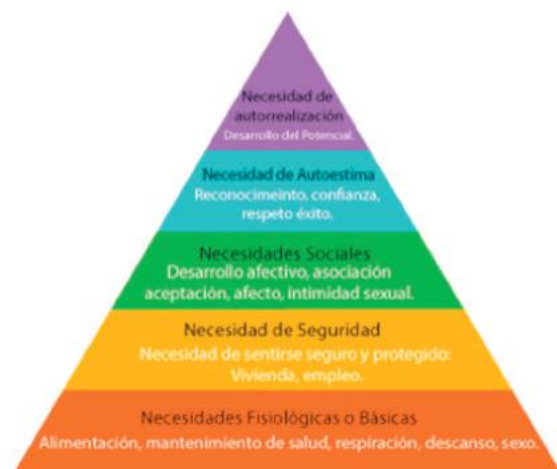 Necesidad de
autorrealización
Desarrollo del Potencial.
Necesidad de Autoestima
Reconocimeinto, confianza,
respeto éxito.
Necesidades Sociales
Desarrollo afectivo, asociación
aceptación, afecto, intimidad sexual.
Necesidad de Seguridad
Necesidad de sentirse seguro y protegido:
Vivienda, empleo.
Necesidades Fisiológicas o Básicas
Alimentación, mantenimiento de salud, respiración, descanso, sexo.